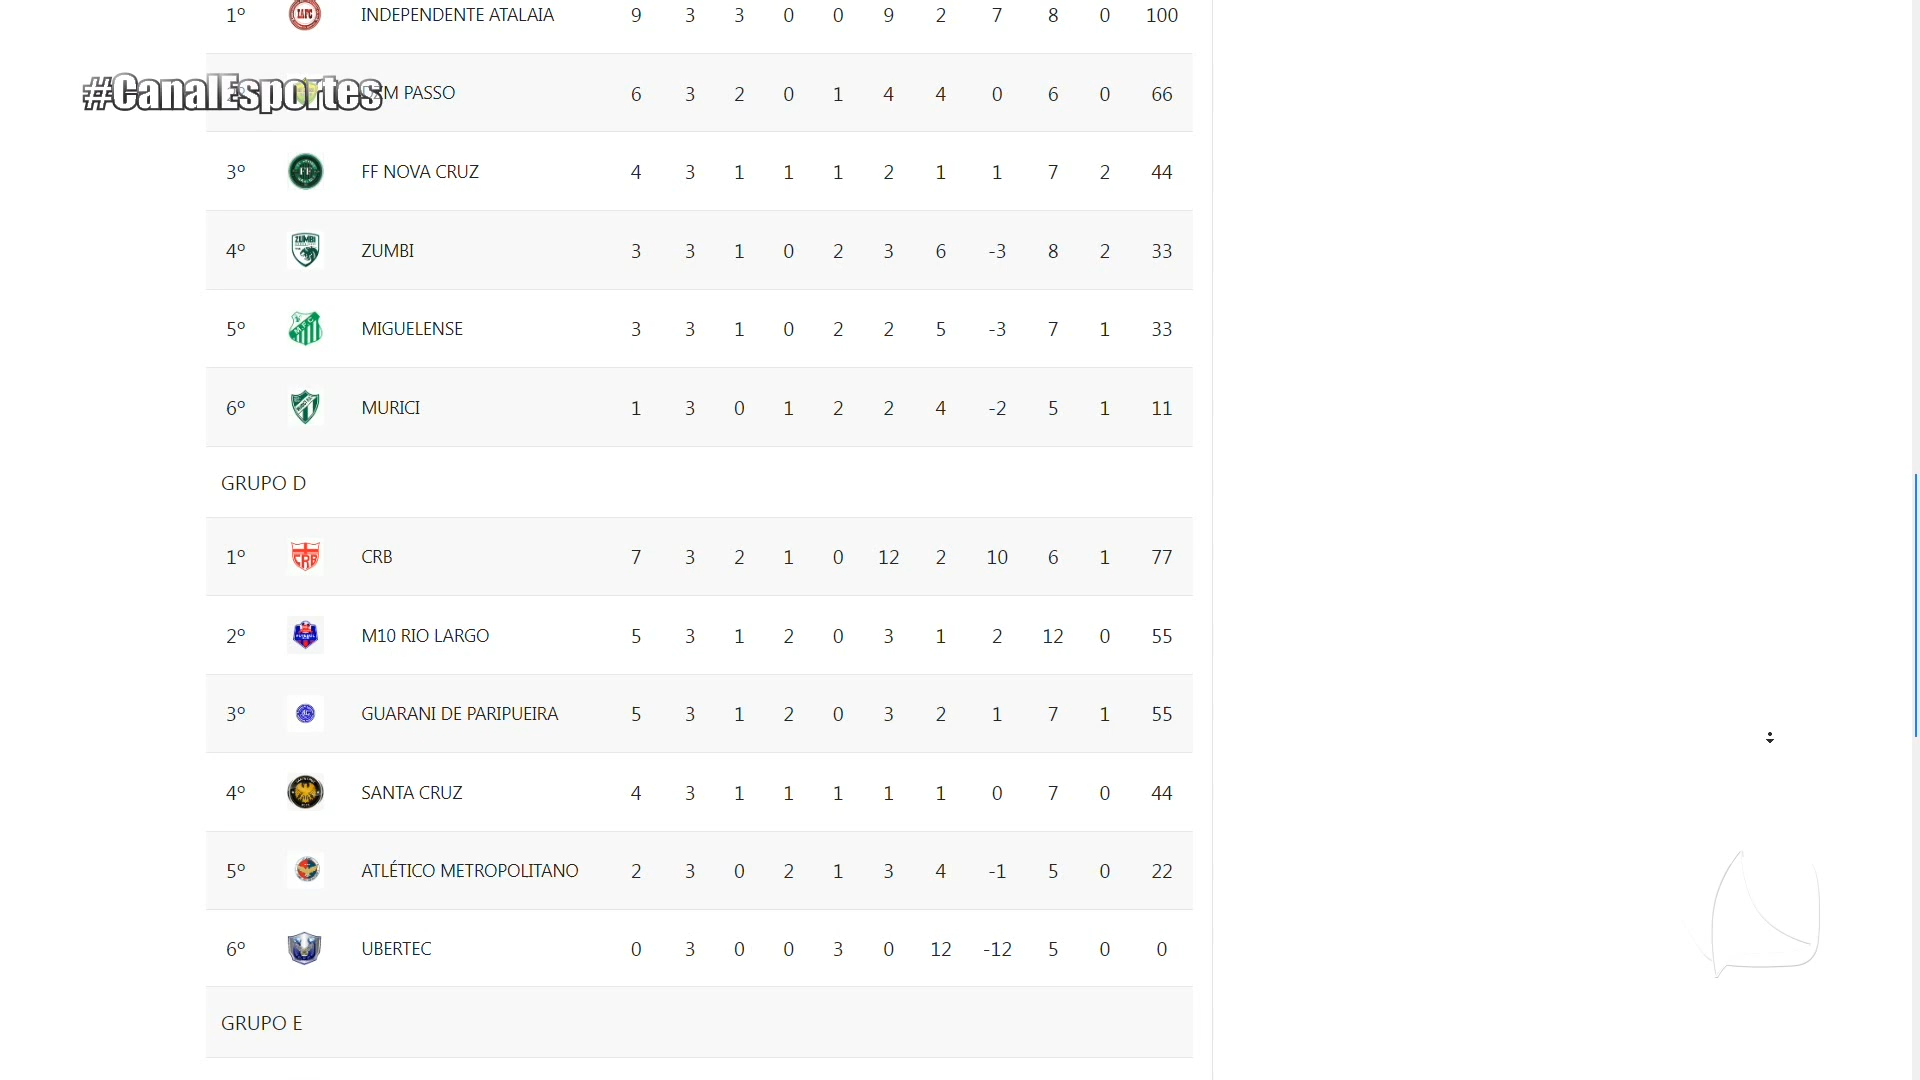 1º INDEPENDENTE ATALAIA 9 3 3 0 0 9 2 7 8 0 100
#CanalEsportes
PASSO 6 3 2 0 1 4 4 0 6 0 66
3º FF FF NOVA CRUZ 4 3 1 1 1 2 1 1 7 2 44
4º ZUMBI ZUMBI 3 3 1 0 2 3 6 -3 8 2 33
5º MIGUELENSE 3 3 1 0 2 2 5 -3 7 1 33
6º MURICI 1 3 0 1 2 2 4 -2 5 1 11
GRUPO D
1º CRB CRB 7 3 2 1 0 12 2 10 6 1 77
2º M10 RIO LARGO 5 3 1 2 0 3 1 2 12 0 55
3º GUARANI DE PARIPUEIRA 5 3 1 2 0 3 2 1 7 1 55
4º SANTA CRUZ 4 3 1 1 1 1 1 0 7 0 44
5º ATLÉTICO METROPOLITANO 2 3 0 2 1 3 4 -1 5 0 22
6º UBERTEC 0 3 0 0 3 0 12 -12 5 0 0
GRUPO E